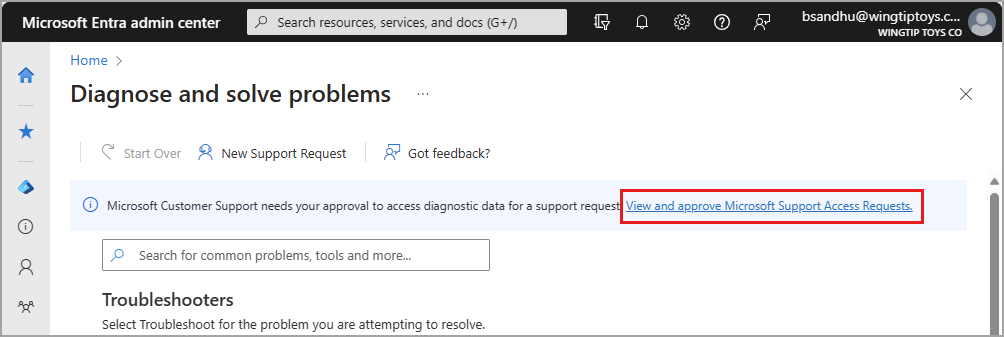 Microsoft Entra admin center
Search resources, services, and docs (G+/)
bsandhu@wingtiptoys.c...
WINGTIP TOYS CO
Home
Diagnose and solve problems
Start Over
New Support Request
Got feedback?
Microsoft Customer Support needs your approval to access diagnostic data for a support request. View and approve Microsoft Support Access Requests.
Search for common problems, tools and more...
Troubleshooters
Select Troubleshoot for the problem you are attempting to resolve.